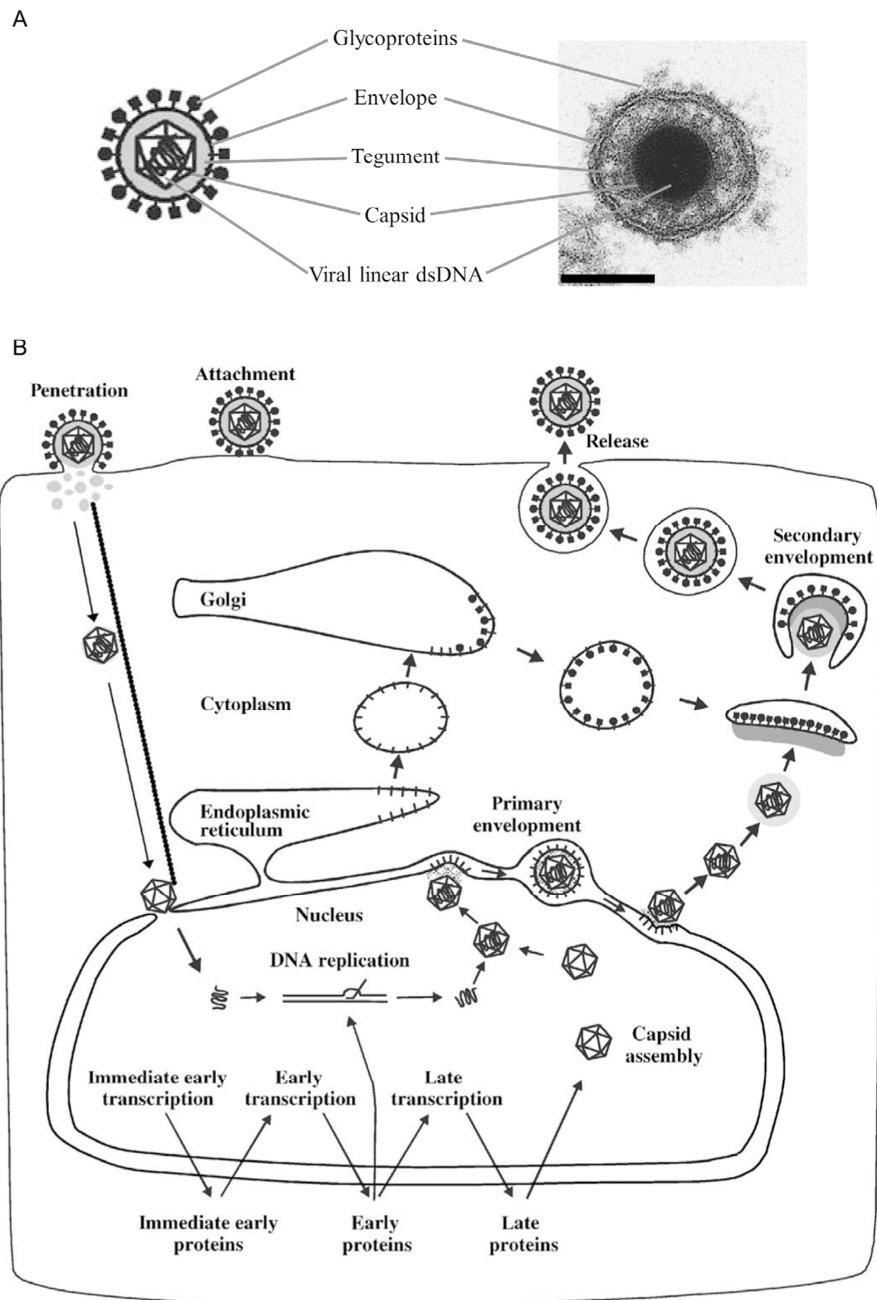 A
Glycoproteins
Envelope
Tegument
Capsid
Viral linear dsDNA
B
Penetration
Attachment
Release
Secondary
envelopment
Golgi
Cytoplasm
Endoplasmic
reticulum
Primary
envelopment
Nucleus
DNA replication
Capsid
assembly
Immediate early
transcription
Early
transcription
Late
transcription
Immediate early
proteins
Early
proteins
Late
proteins